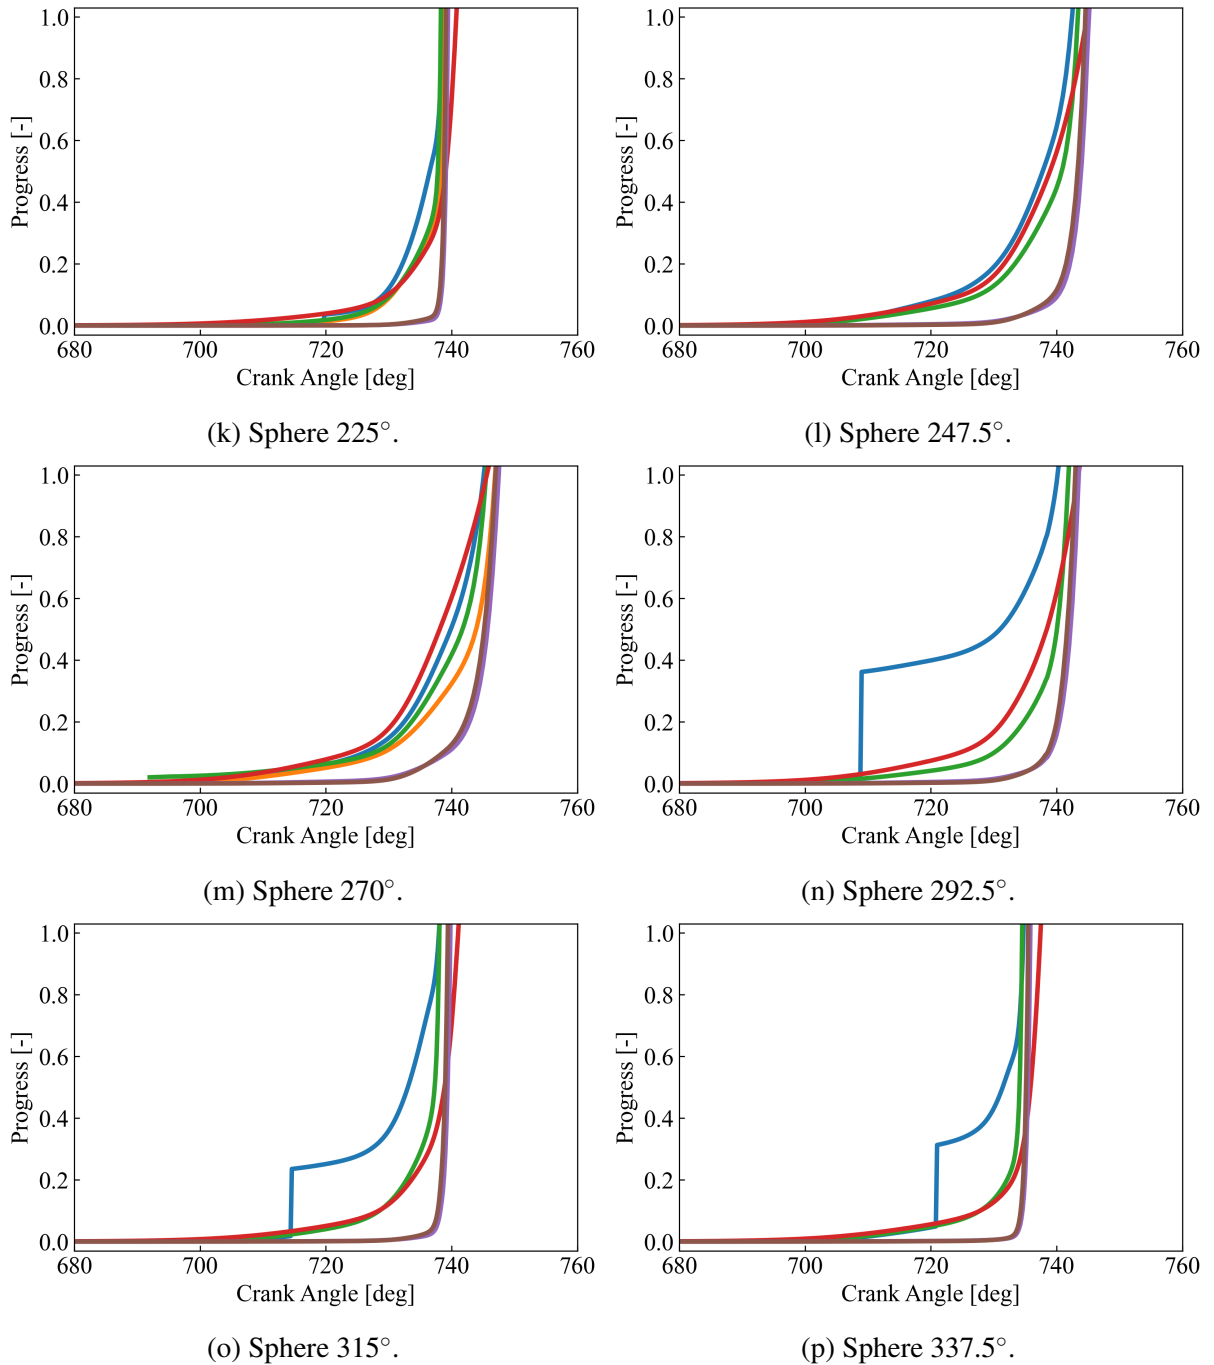 1.0
0.8
0.6
0.4
0.2
0.0
Progress [-]
680 700 720 740 760
Crank Angle [deg]
(k) Sphere 225°.
1.0
0.8
0.6
0.4
0.2
0.0
Progress [-]
680 700 720 740 760
Crank Angle [deg]
(l) Sphere 247.5°.
1.0
0.8
0.6
0.4
0.2
0.0
Progress [-]
680 700 720 740 760
Crank Angle [deg]
(m) Sphere 270°.
1.0
0.8
0.6
0.4
0.2
0.0
Progress [-]
680 700 720 740 760
Crank Angle [deg]
(n) Sphere 292.5°.
1.0
0.8
0.6
0.4
0.2
0.0
Progress [-]
680 700 720 740 760
Crank Angle [deg]
(o) Sphere 315°.
1.0
0.8
0.6
0.4
0.2
0.0
Progress [-]
680 700 720 740 760
Crank Angle [deg]
(p) Sphere 337.5°.